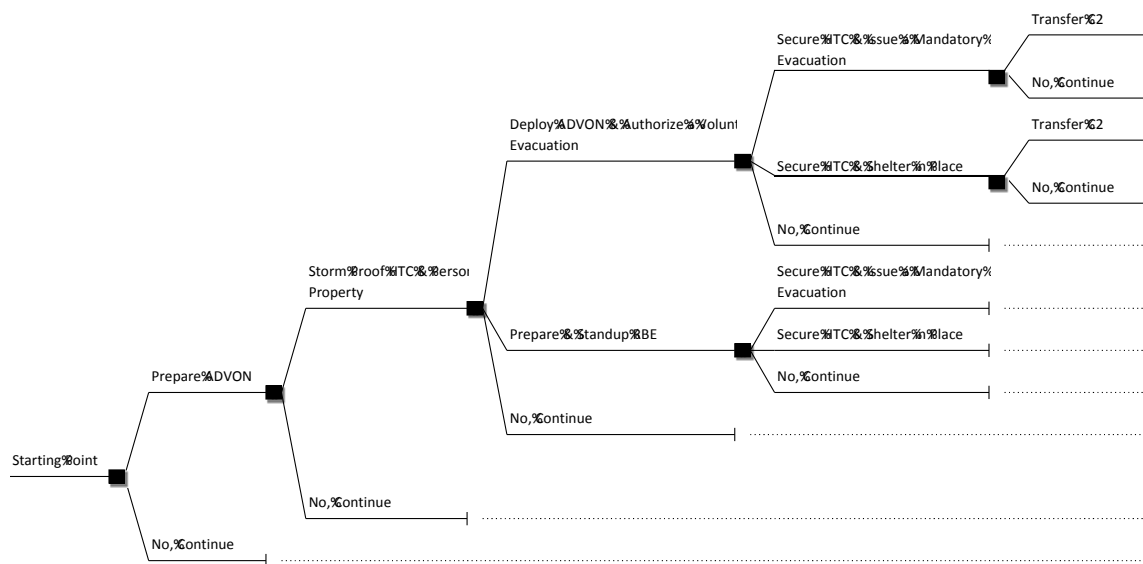 Transfer%C2
Secure%HTC%&%Issue%a%Mandatory%
Evacuation
No,%Continue
Deploy%ADVON%&%Authorize%a%Volunt
Evacuation
Transfer%C2
Secure%HTC%&%Shelter%In%Place
No,%Continue
No,%Continue
Storm%Proof%HTC%&%Person
Property
Secure%HTC%&%Issue%a%Mandatory%
Evacuation
Prepare%&%Standup%RBE
Secure%HTC%&%Shelter%In%Place
Prepare%ADVON
No,%Continue
No,%Continue
Starting%Point
No,%Continue
No,%Continue